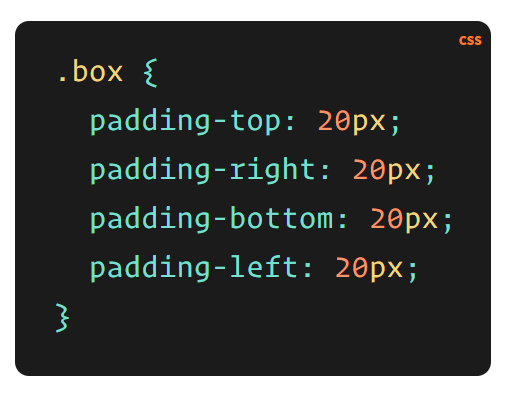 css
.box {
  padding-top: 20px;
  padding-right: 20px;
  padding-bottom: 20px;
  padding-left: 20px;
}